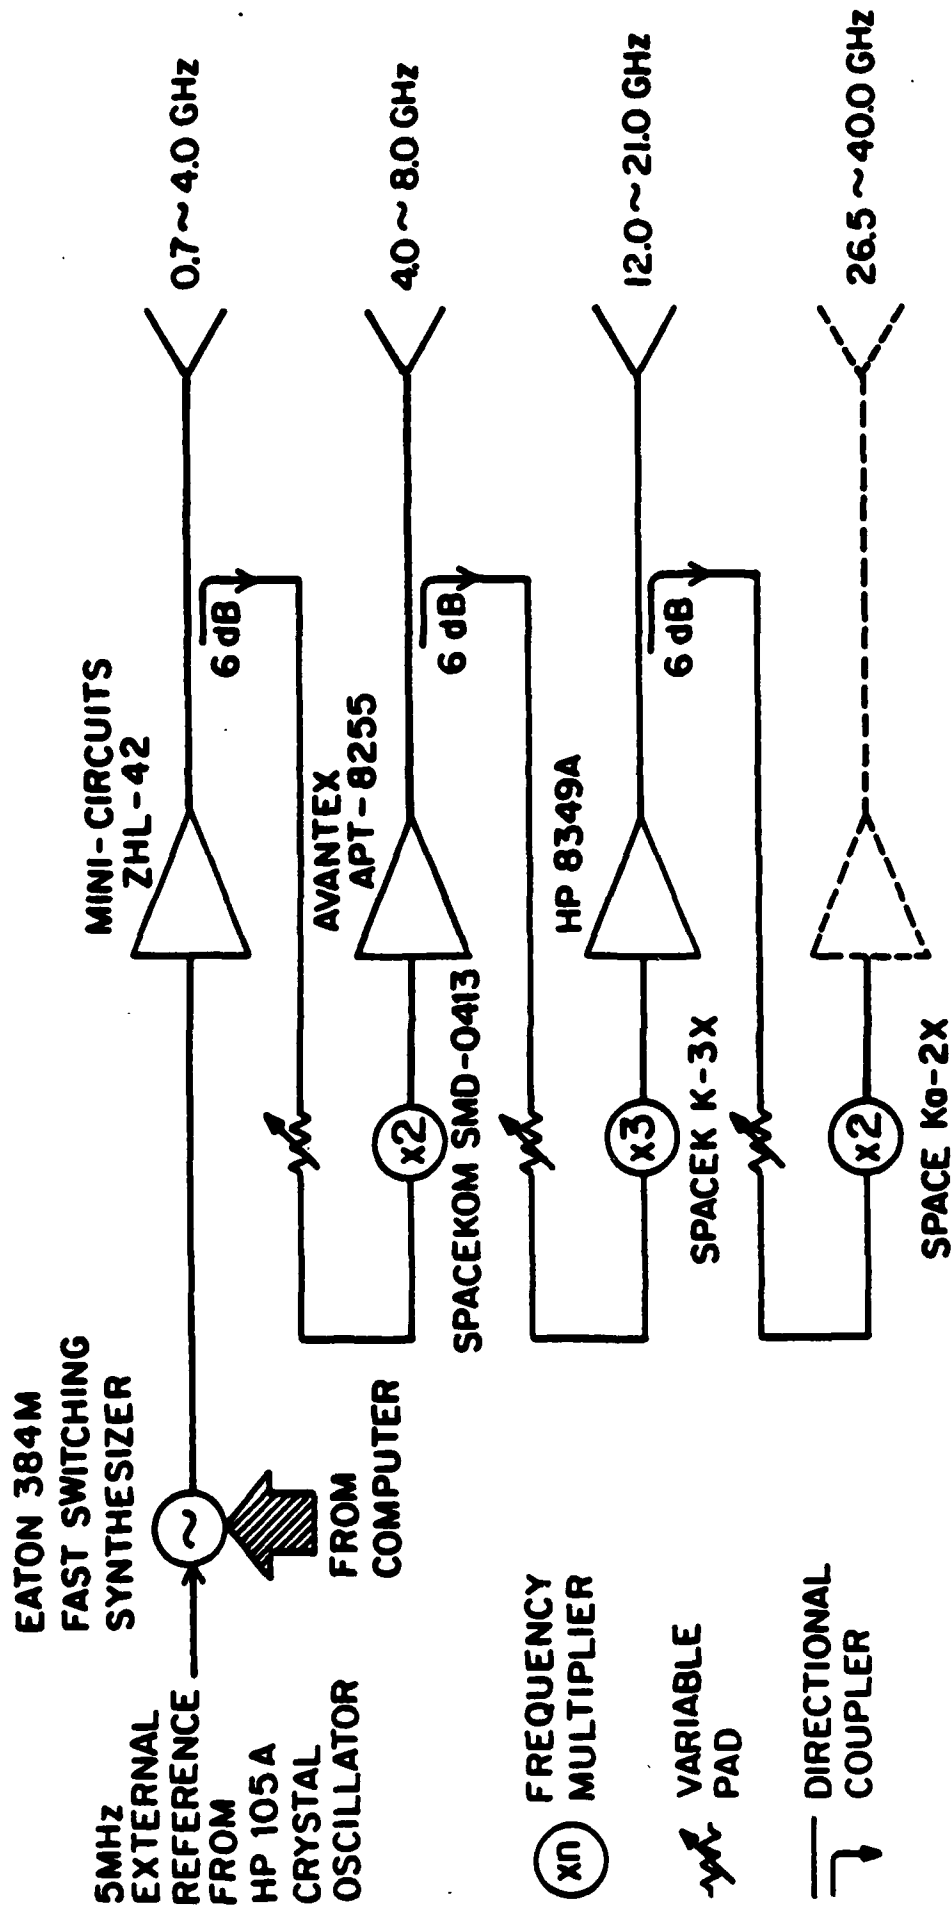 EATON 384M
FAST SWITCHING
SYNTHESIZER
5MHz
EXTERNAL
REFERENCE
FROM
HP 105A
CRYSTAL
OSCILLATOR
~
FROM
COMPUTER
MINI-CIRCUITS
ZHL-42
6 dB
0.7 ~ 4.0 GHz
AVANTEX
APT-8255
x2
SPACEKOM SMD-0413
6 dB
4.0 ~ 8.0 GHz
HP 8349A
x3
SPACEK K-3X
6 dB
12.0 ~ 21.0 GHz
x2
SPACE Ka-2X
26.5 ~ 40.0 GHz
xn
FREQUENCY
MULTIPLIER
VARIABLE
PAD
DIRECTIONAL
COUPLER